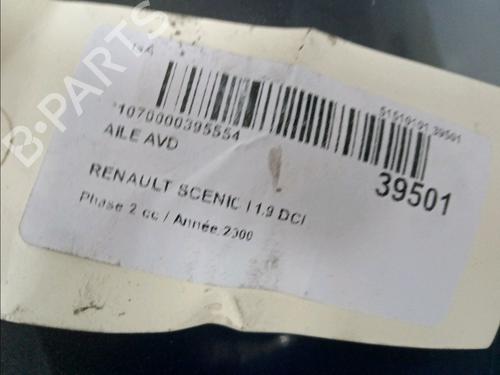 B-PARTS
51519101 39501
*1070000395554
39501
AILE AVD
RENAULT SCENIC I 1.9 DCI
Phase 2 cc / Année 2000